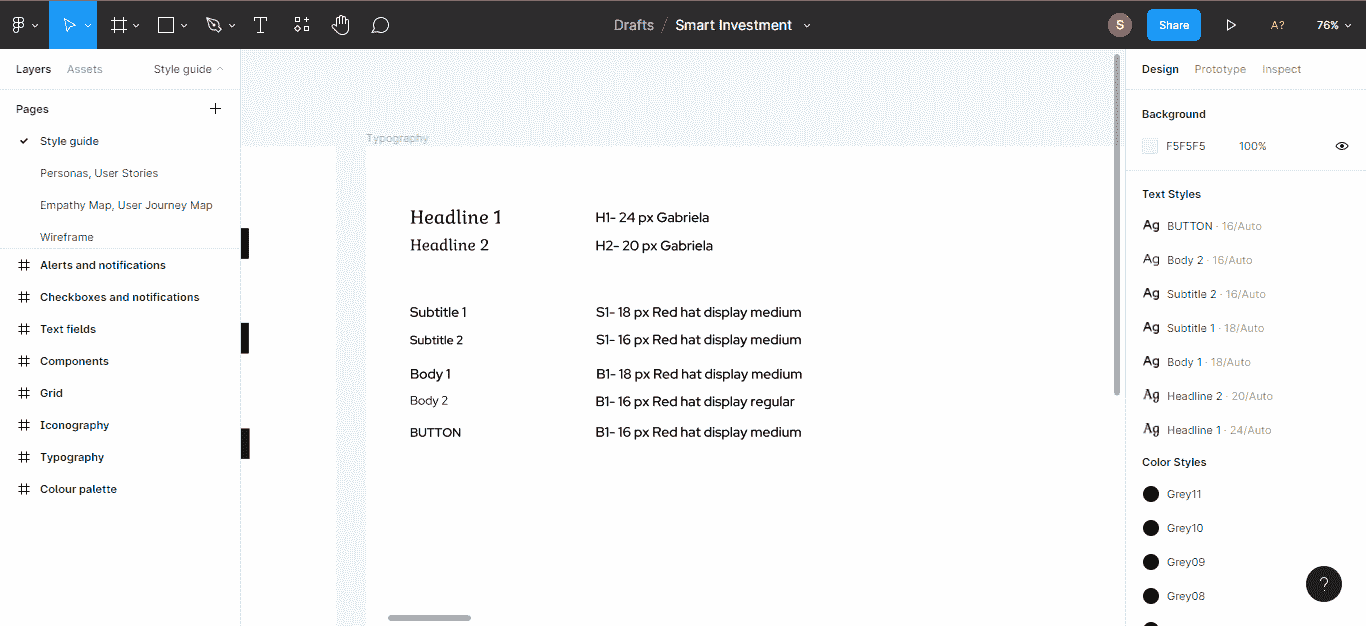 Drafts / Smart Investment
S
Share
A?
76%
Layers
Assets
Style guide
Pages
Style guide
Personas, User Stories
Empathy Map, User Journey Map
Wireframe
Alerts and notifications
Checkboxes and notifications
Text fields
Components
Grid
Iconography
Typography
Colour palette
Typography
Headline 1 H1- 24 px Gabriela
Headline 2 H2- 20 px Gabriela
Subtitle 1 S1- 18 px Red hat display medium
Subtitle 2 S1- 16 px Red hat display medium
Body 1 B1- 18 px Red hat display medium
Body 2 B1- 16 px Red hat display regular
BUTTON B1- 16 px Red hat display medium
Design Prototype Inspect
Background
F5F5F5 100%
Text Styles
Ag BUTTON · 16/Auto
Ag Body 2 · 16/Auto
Ag Subtitle 2 · 16/Auto
Ag Subtitle 1 · 18/Auto
Ag Body 1 · 18/Auto
Ag Headline 2 · 20/Auto
Ag Headline 1 · 24/Auto
Color Styles
Grey11
Grey10
Grey09
Grey08
?